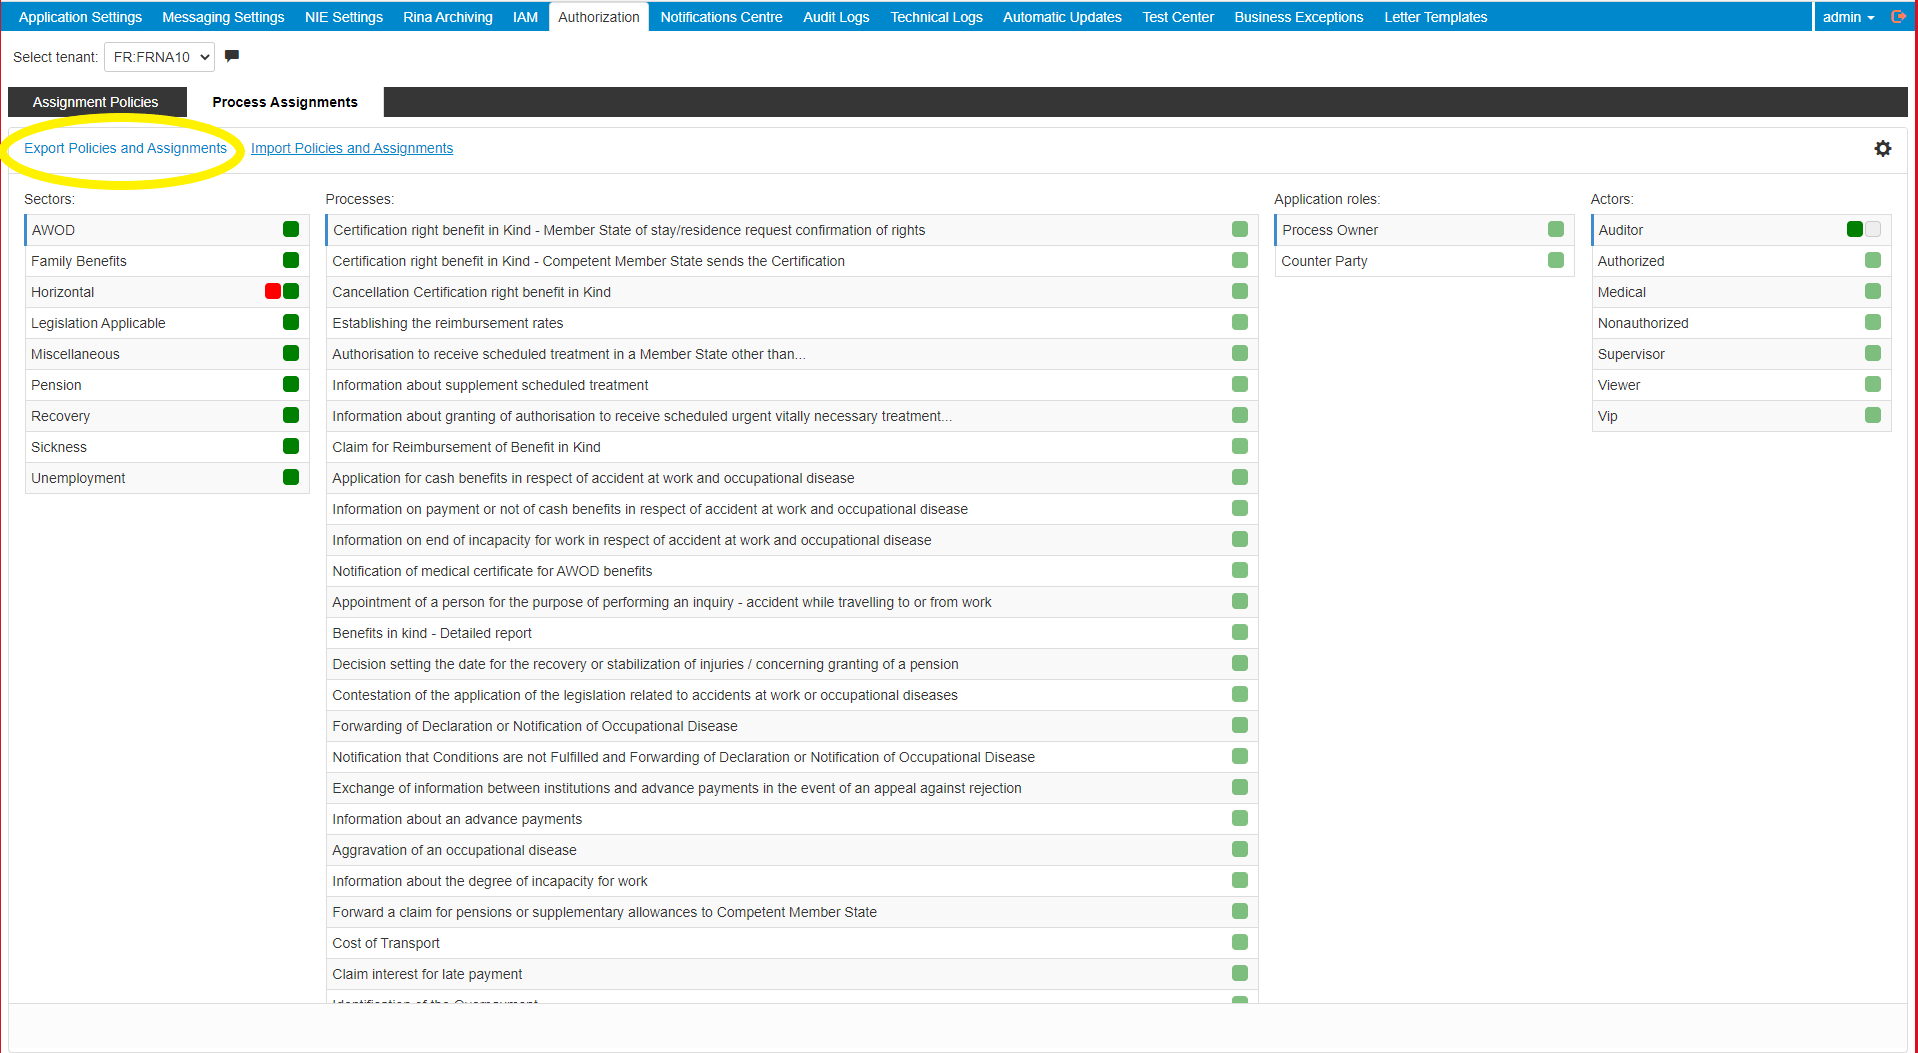 Application Settings Messaging Settings NIE Settings Rina Archiving IAM Authorization Notifications Centre Audit Logs Technical Logs Automatic Updates Test Center Business Exceptions Letter Templates admin
Select tenant: FR:FRNA10
Assignment Policies Process Assignments
Export Policies and Assignments Import Policies and Assignments
Sectors:
AWOD
Family Benefits
Horizontal
Legislation Applicable
Miscellaneous
Pension
Recovery
Sickness
Unemployment
Processes:
Certification right benefit in Kind - Member State of stay/residence request confirmation of rights
Certification right benefit in Kind - Competent Member State sends the Certification
Cancellation Certification right benefit in Kind
Establishing the reimbursement rates
Authorisation to receive scheduled treatment in a Member State other than...
Information about supplement scheduled treatment
Information about granting of authorisation to receive scheduled urgent vitally necessary treatment...
Claim for Reimbursement of Benefit in Kind
Application for cash benefits in respect of accident at work and occupational disease
Information on payment or not of cash benefits in respect of accident at work and occupational disease
Information on end of incapacity for work in respect of accident at work and occupational disease
Notification of medical certificate for AWOD benefits
Appointment of a person for the purpose of performing an inquiry - accident while travelling to or from work
Benefits in kind - Detailed report
Decision setting the date for the recovery or stabilization of injuries / concerning granting of a pension
Contestation of the application of the legislation related to accidents at work or occupational diseases
Forwarding of Declaration or Notification of Occupational Disease
Notification that Conditions are not Fulfilled and Forwarding of Declaration or Notification of Occupational Disease
Exchange of information between institutions and advance payments in the event of an appeal against rejection
Information about an advance payments
Aggravation of an occupational disease
Information about the degree of incapacity for work
Forward a claim for pensions or supplementary allowances to Competent Member State
Cost of Transport
Claim interest for late payment
Identification of the Overpayment
Application roles:
Process Owner
Counter Party
Actors:
Auditor
Authorized
Medical
Nonauthorized
Supervisor
Viewer
Vip